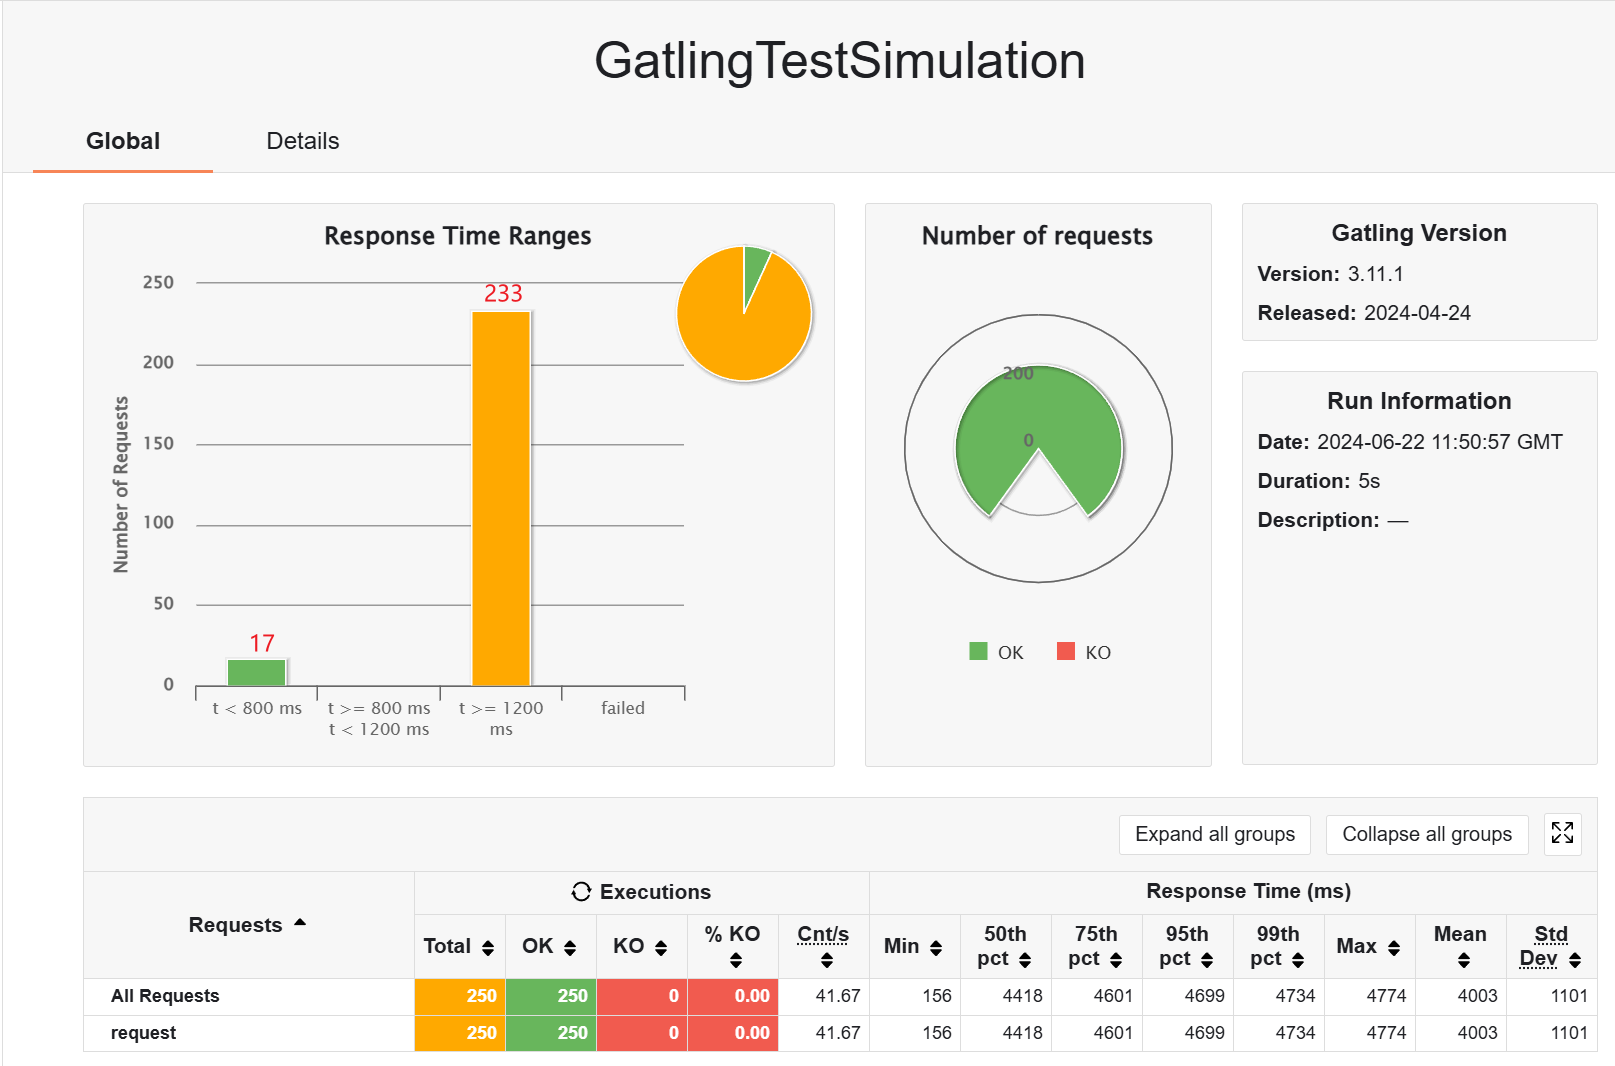 GatlingTestSimulation
Global Details
Response Time Ranges
250
200
150
100
50
0
Number of Requests
233
17
t < 800 ms
t >= 800 ms
t < 1200 ms
t >= 1200
ms
failed
Number of requests
200
0
OK KO
Gatling Version
Version: 3.11.1
Released: 2024-04-24
Run Information
Date: 2024-06-22 11:50:57 GMT
Duration: 5s
Description: —
Expand all groups Collapse all groups
Requests Executions Response Time (ms)
Total OK KO % KO Cnt/s Min 50th pct 75th pct 95th pct 99th pct Max Mean Std Dev
All Requests 250 250 0 0.00 41.67 156 4418 4601 4699 4734 4774 4003 1101
request 250 250 0 0.00 41.67 156 4418 4601 4699 4734 4774 4003 1101